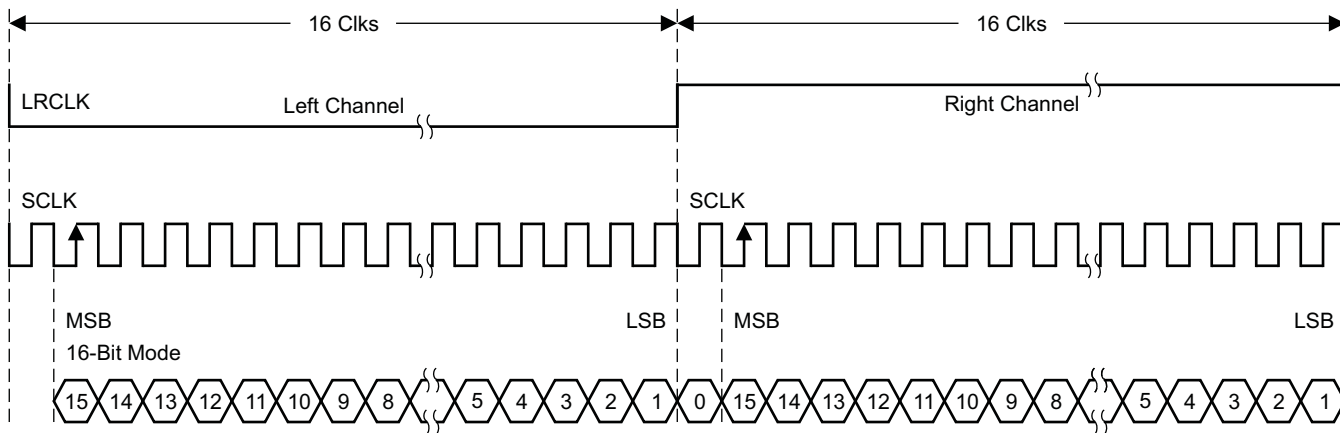 16 Clks 16 Clks
LRCLK Left Channel Right Channel
SCLK SCLK
MSB LSB MSB LSB
16-Bit Mode
15 14 13 12 11 10 9 8 5 4 3 2 1 0 15 14 13 12 11 10 9 8 5 4 3 2 1